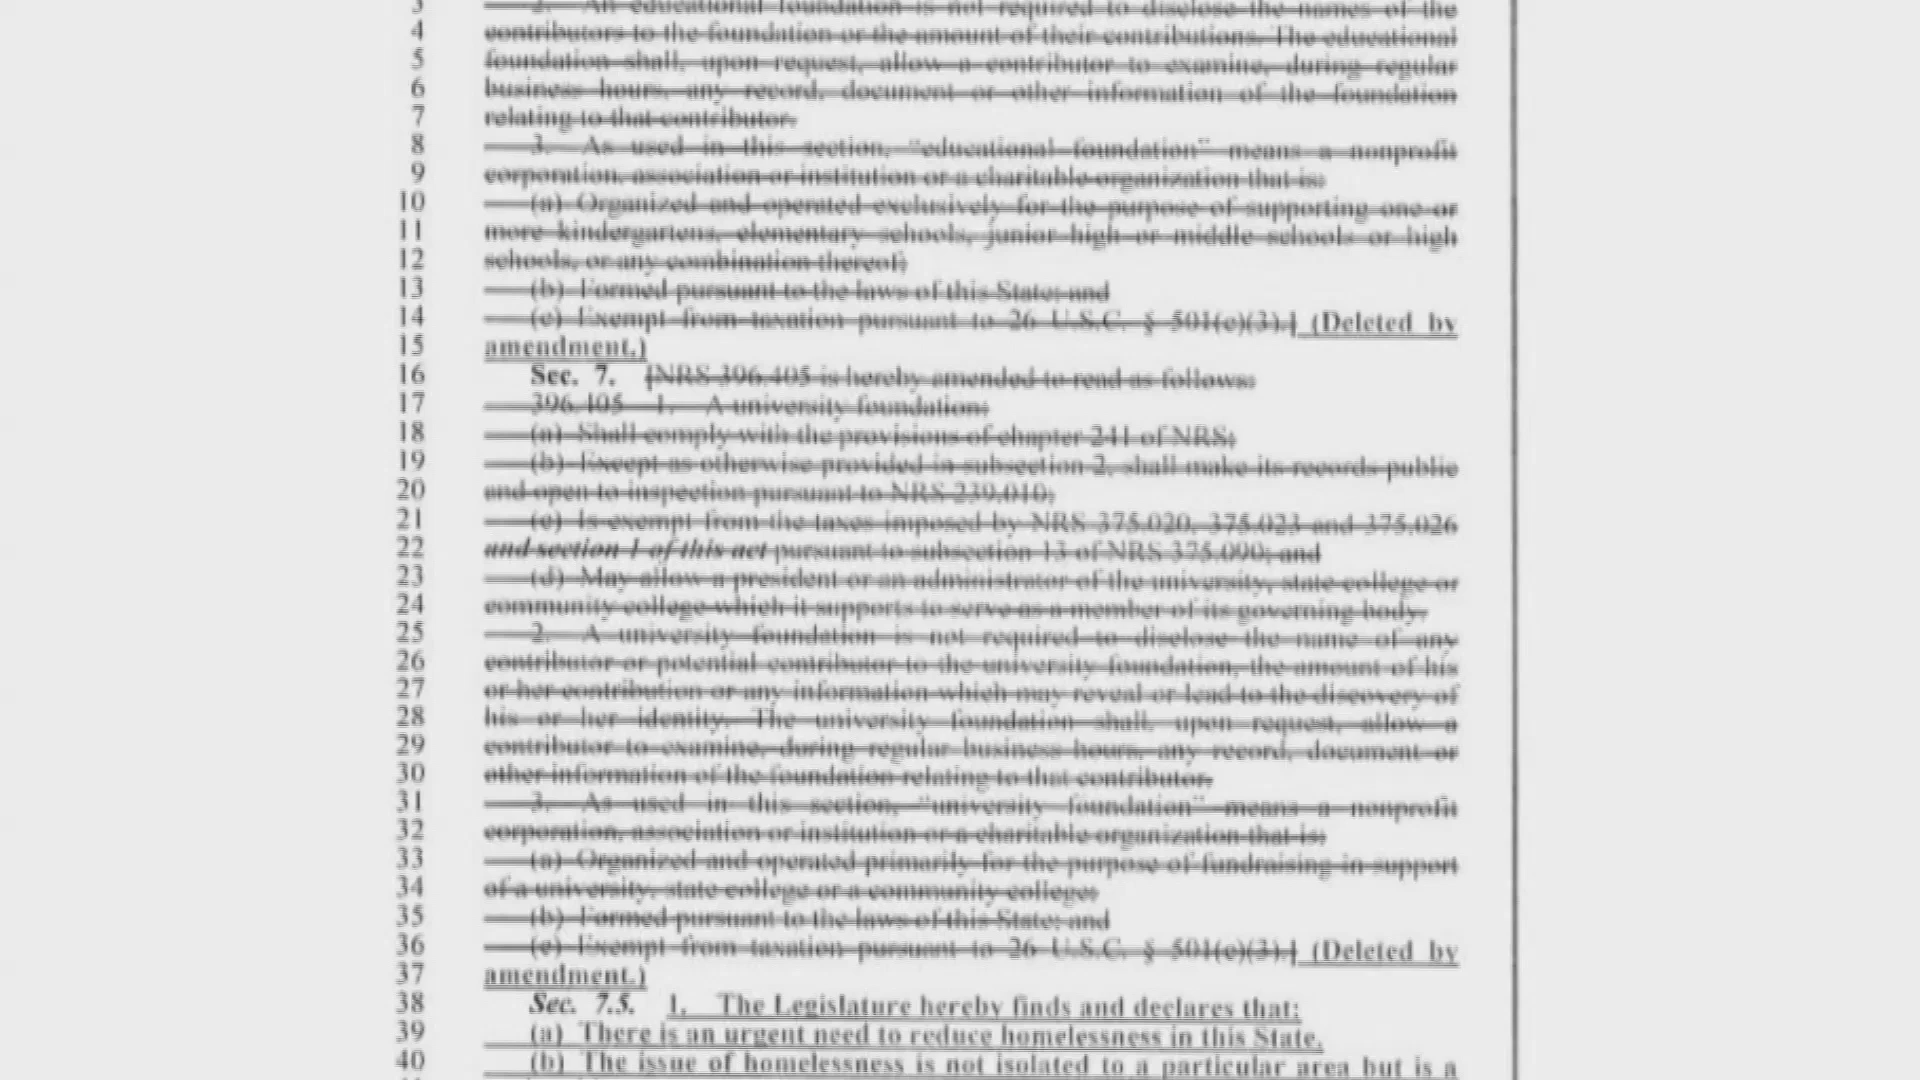 3 2. An educational foundation is not required to disclose the names of the
4 contributors to the foundation or the amount of their contributions. The educational
5 foundation shall, upon request, allow a contributor to examine, during regular
6 business hours, any record, document or other information of the foundation
7 relating to that contributor.
8 3. As used in this section, “educational foundation” means a nonprofit
9 corporation, association or institution or a charitable organization that is:
10 (a) Organized and operated exclusively for the purpose of supporting one or
11 more kindergartens, elementary schools, junior high or middle schools or high
12 schools, or any combination thereof;
13 (b) Formed pursuant to the laws of this State; and
14 (c) Exempt from taxation pursuant to 26 U.S.C. § 501(c)(3).] (Deleted by
15 amendment.)
16 Sec. 7. [NRS 396.405 is hereby amended to read as follows:
17 396.405 1. A university foundation:
18 (a) Shall comply with the provisions of chapter 241 of NRS;
19 (b) Except as otherwise provided in subsection 2, shall make its records public
20 and open to inspection pursuant to NRS 239.010;
21 (c) Is exempt from the taxes imposed by NRS 375.020, 375.023 and 375.026
22 and section 1 of this act pursuant to subsection 13 of NRS 375.090; and
23 (d) May allow a president or an administrator of the university, state college or
24 community college which it supports to serve as a member of its governing body.
25 2. A university foundation is not required to disclose the name of any
26 contributor or potential contributor to the university foundation, the amount of his
27 or her contribution or any information which may reveal or lead to the discovery of
28 his or her identity. The university foundation shall, upon request, allow a
29 contributor to examine, during regular business hours, any record, document or
30 other information of the foundation relating to that contributor.
31 3. As used in this section, “university foundation” means a nonprofit
32 corporation, association or institution or a charitable organization that is:
33 (a) Organized and operated primarily for the purpose of fundraising in support
34 of a university, state college or a community college;
35 (b) Formed pursuant to the laws of this State; and
36 (c) Exempt from taxation pursuant to 26 U.S.C. § 501(c)(3).] (Deleted by
37 amendment.)
38 Sec. 7.5. 1. The Legislature hereby finds and declares that:
39 (a) There is an urgent need to reduce homelessness in this State.
40 (b) The issue of homelessness is not isolated to a particular area but is a